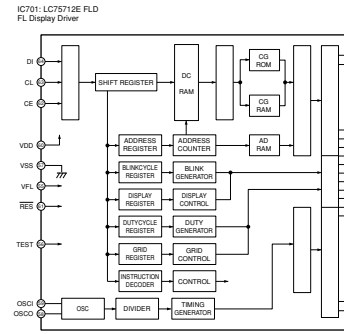 IC701: LC75712E FLD
FL Display Driver
DI
CL
CE
VDD
VSS
VFL
RES
TEST
OSCI
OSCO
SHIFT REGISTER
DC
RAM
CG
ROM
CG
RAM
ADDRESS
REGISTER
ADDRESS
COUNTER
AD
RAM
BLINKCYCLE
REGISTER
BLINK
GENERATOR
DISPLAY
REGISTER
DISPLAY
CONTROL
DUTYCYCLE
REGISTER
DUTY
GENERATOR
GRID
REGISTER
GRID
CONTROL
INSTRUCTION
DECODER
CONTROL
OSC
DIVIDER
TIMING
GENERATOR